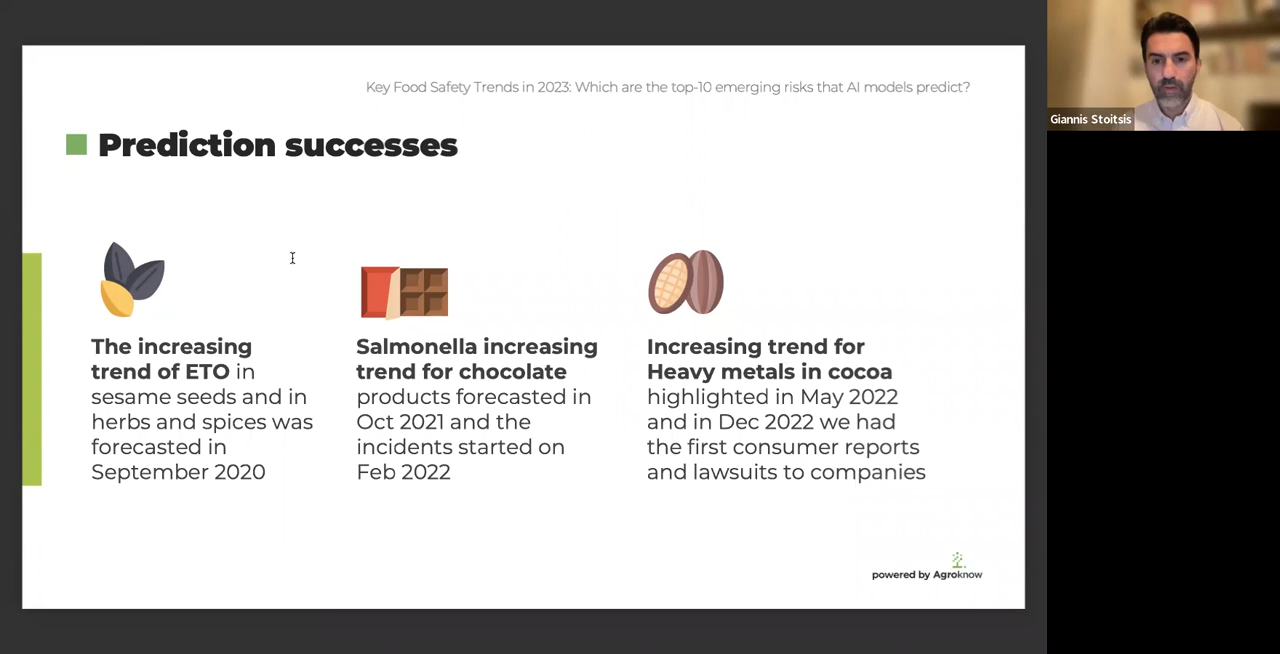 Key Food Safety Trends in 2023: Which are the top-10 emerging risks that AI models predict?
Prediction successes
The increasing
trend of ETO in
sesame seeds and in
herbs and spices was
forecasted in
September 2020
Salmonella increasing
trend for chocolate
products forecasted in
Oct 2021 and the
incidents started on
Feb 2022
Increasing trend for
Heavy metals in cocoa
highlighted in May 2022
and in Dec 2022 we had
the first consumer reports
and lawsuits to companies
powered by Agroknow
Giannis Stoitsis